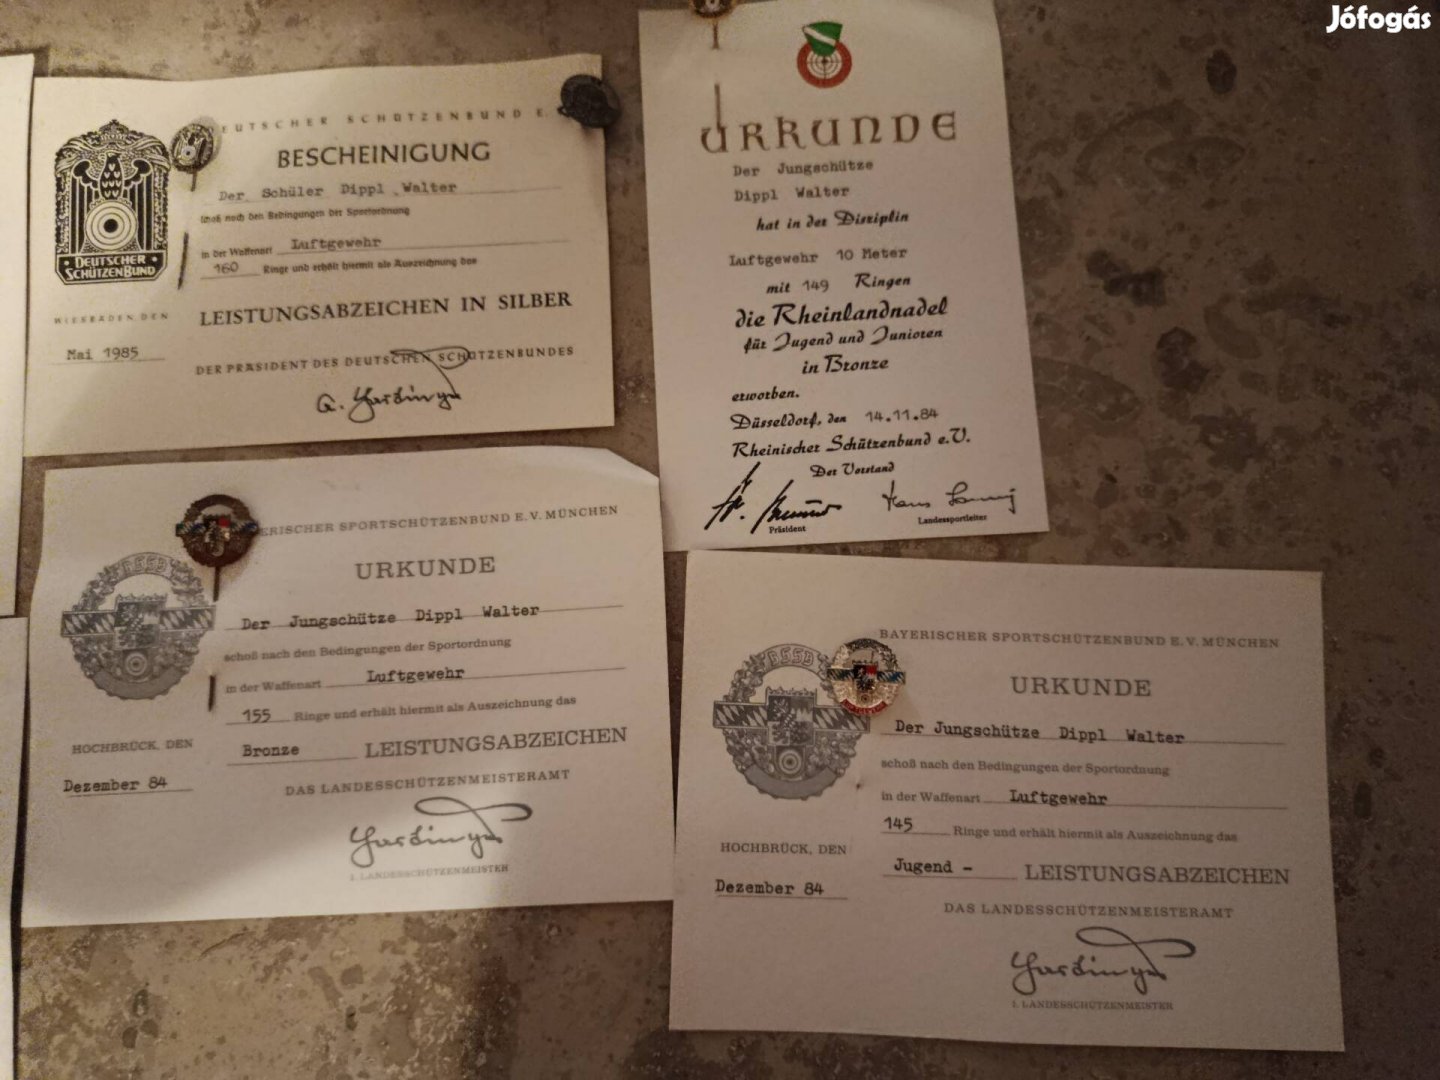 Jófogás
EUTSCHER SCHÜTZENBUND E.
BESCHEINIGUNG
Der Schüler Dippl Walter
schoß nach den Bedingungen der Sportordnung
in der Waffenart Luftgewehr
160 Ringe und erhält hiermit als Auszeichnung das
LEISTUNGSABZEICHEN IN SILBER
DEUTSCHER
SCHÜTZENBUND
WIESBADEN, DEN
Mai 1985
DER PRÄSIDENT DES DEUTSCHEN SCHÜTZENBUNDES
URKUNDE
Der Jungschütze
Dippl Walter
hat in der Disziplin
Luftgewehr 10 Meter
mit 149 Ringen
die Rheinlandnadel
für Jugend und Junioren
in Bronze
erworben.
Düsseldorf, den 14.11.84
Rheinischer Schützenbund e.V.
Der Vorstand
Präsident
Landessportleiter
ERISCHER SPORTSCHÜTZENBUND E.V. MÜNCHEN
BSSB
URKUNDE
Der Jungschütze Dippl Walter
schoß nach den Bedingungen der Sportordnung
in der Waffenart Luftgewehr
155 Ringe und erhält hiermit als Auszeichnung das
HOCHBRÜCK, DEN
Bronze LEISTUNGSABZEICHEN
Dezember 84
DAS LANDESSCHÜTZENMEISTERAMT
1. LANDESSCHÜTZENMEISTER
BAYERISCHER SPORTSCHÜTZENBUND E.V. MÜNCHEN
BSSB
URKUNDE
Der Jungschütze Dippl Walter
schoß nach den Bedingungen der Sportordnung
in der Waffenart Luftgewehr
145 Ringe und erhält hiermit als Auszeichnung das
HOCHBRÜCK, DEN
Jugend - LEISTUNGSABZEICHEN
Dezember 84
DAS LANDESSCHÜTZENMEISTERAMT
1. LANDESSCHÜTZENMEISTER